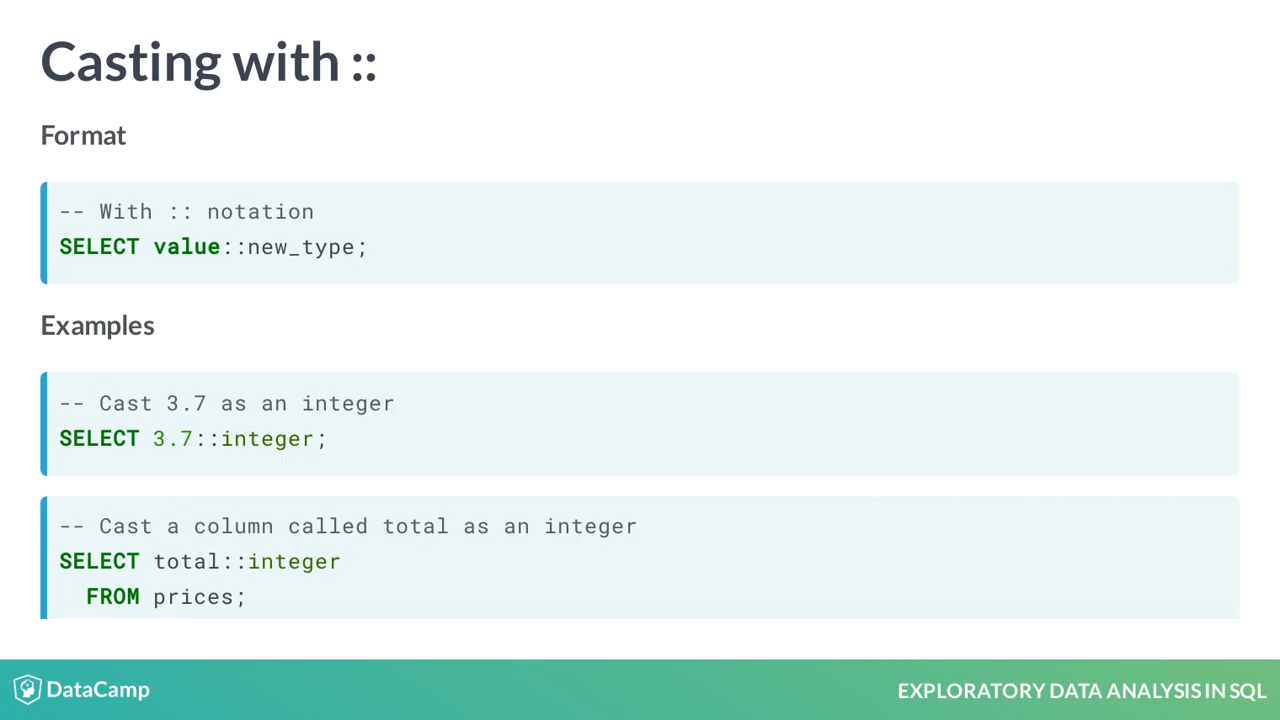 Casting with ::
Format
-- With :: notation
SELECT value::new_type;
Examples
-- Cast 3.7 as an integer
SELECT 3.7::integer;
-- Cast a column called total as an integer
SELECT total::integer
FROM prices;
DataCamp
EXPLORATORY DATA ANALYSIS IN SQL